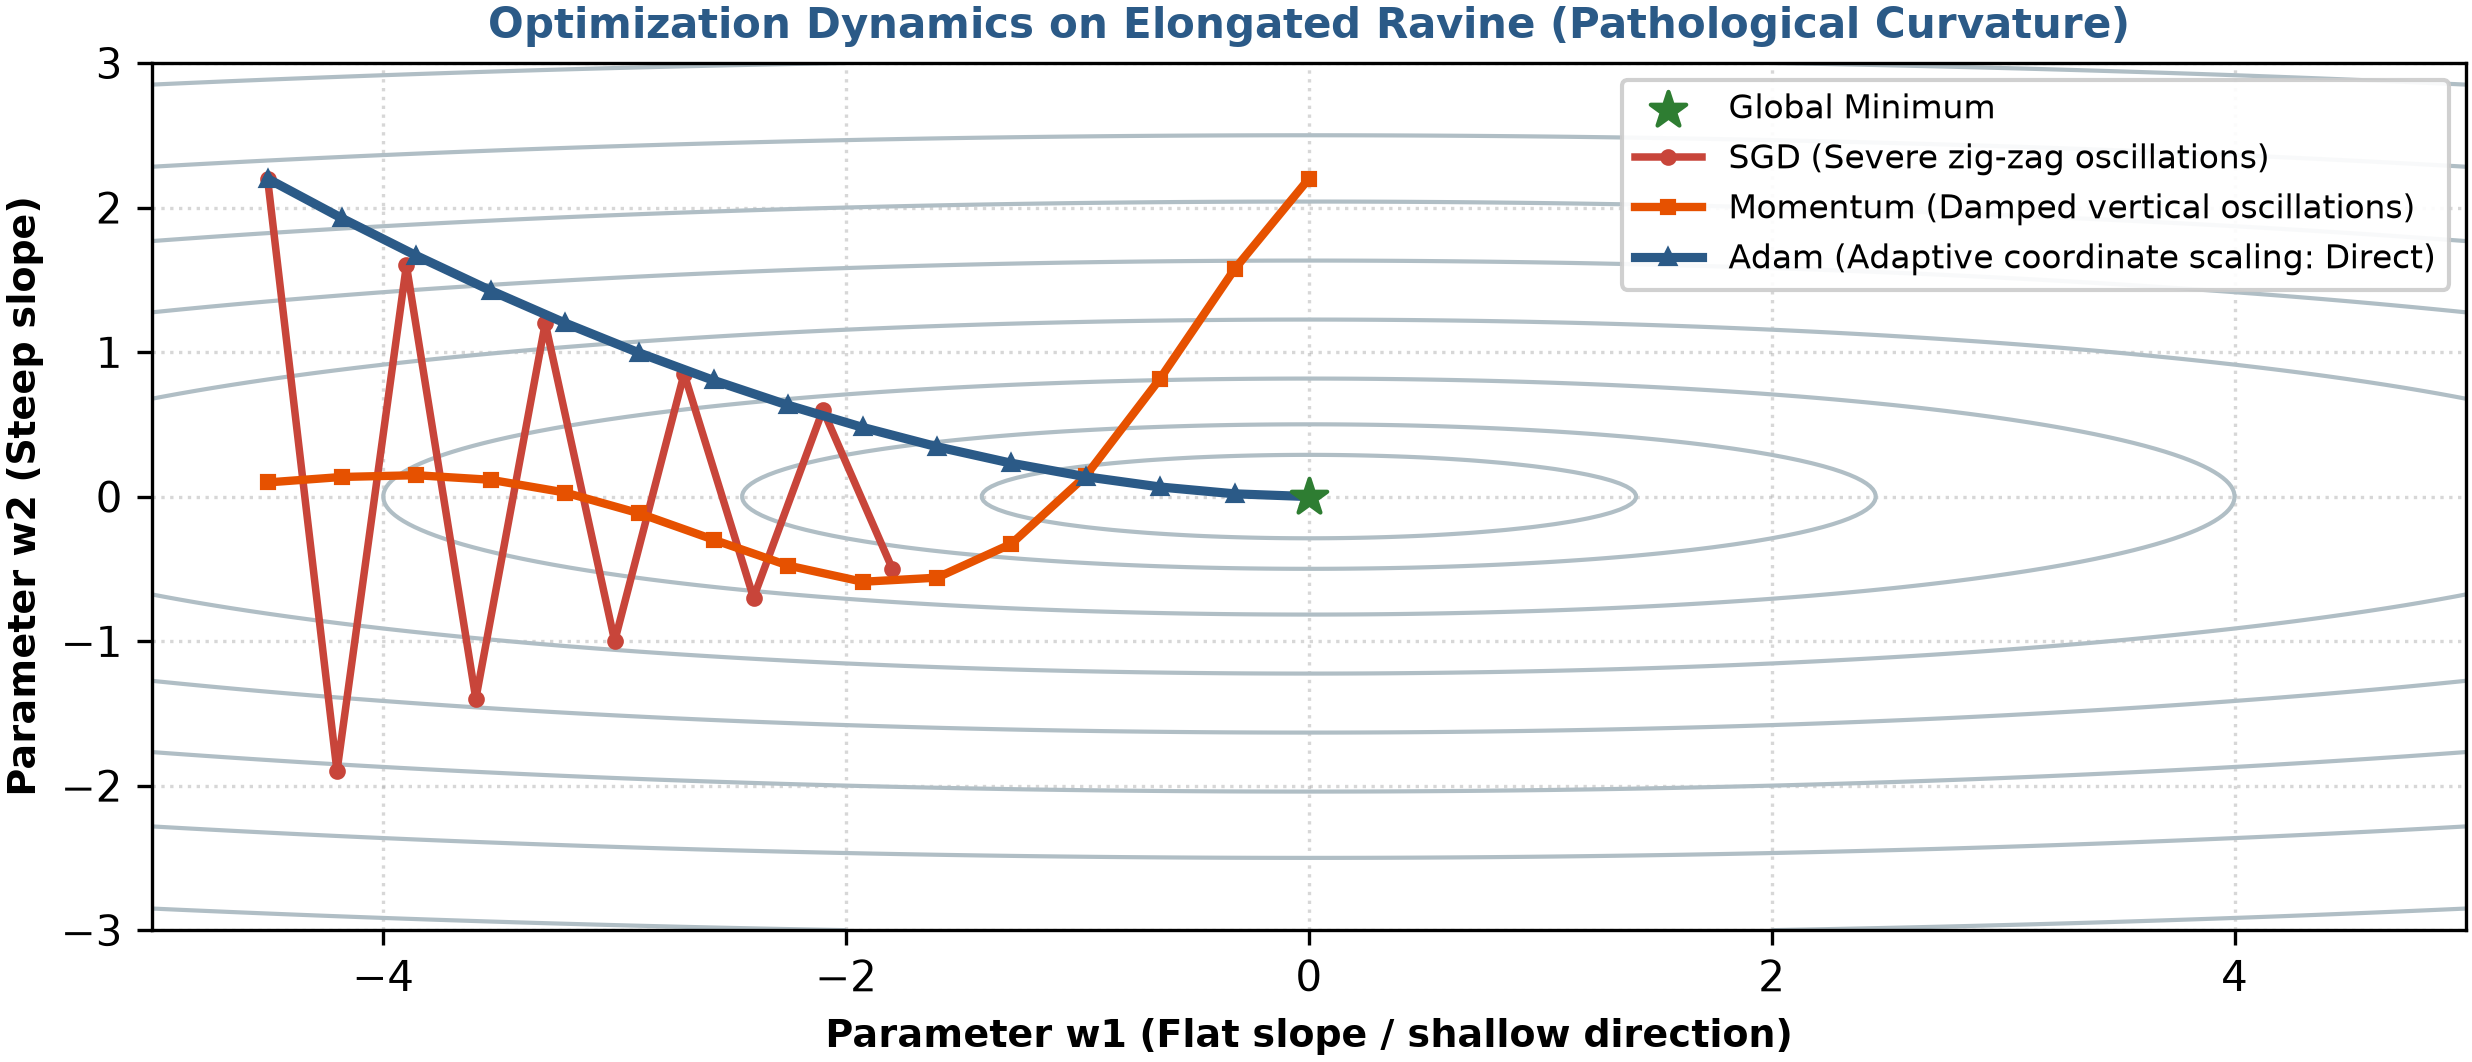 Optimization Dynamics on Elongated Ravine (Pathological Curvature)
Global Minimum
SGD (Severe zig-zag oscillations)
Momentum (Damped vertical oscillations)
Adam (Adaptive coordinate scaling: Direct)
Parameter w2 (Steep slope)
3
2
1
0
−1
−2
−3
−4
−2
0
2
4
Parameter w1 (Flat slope / shallow direction)